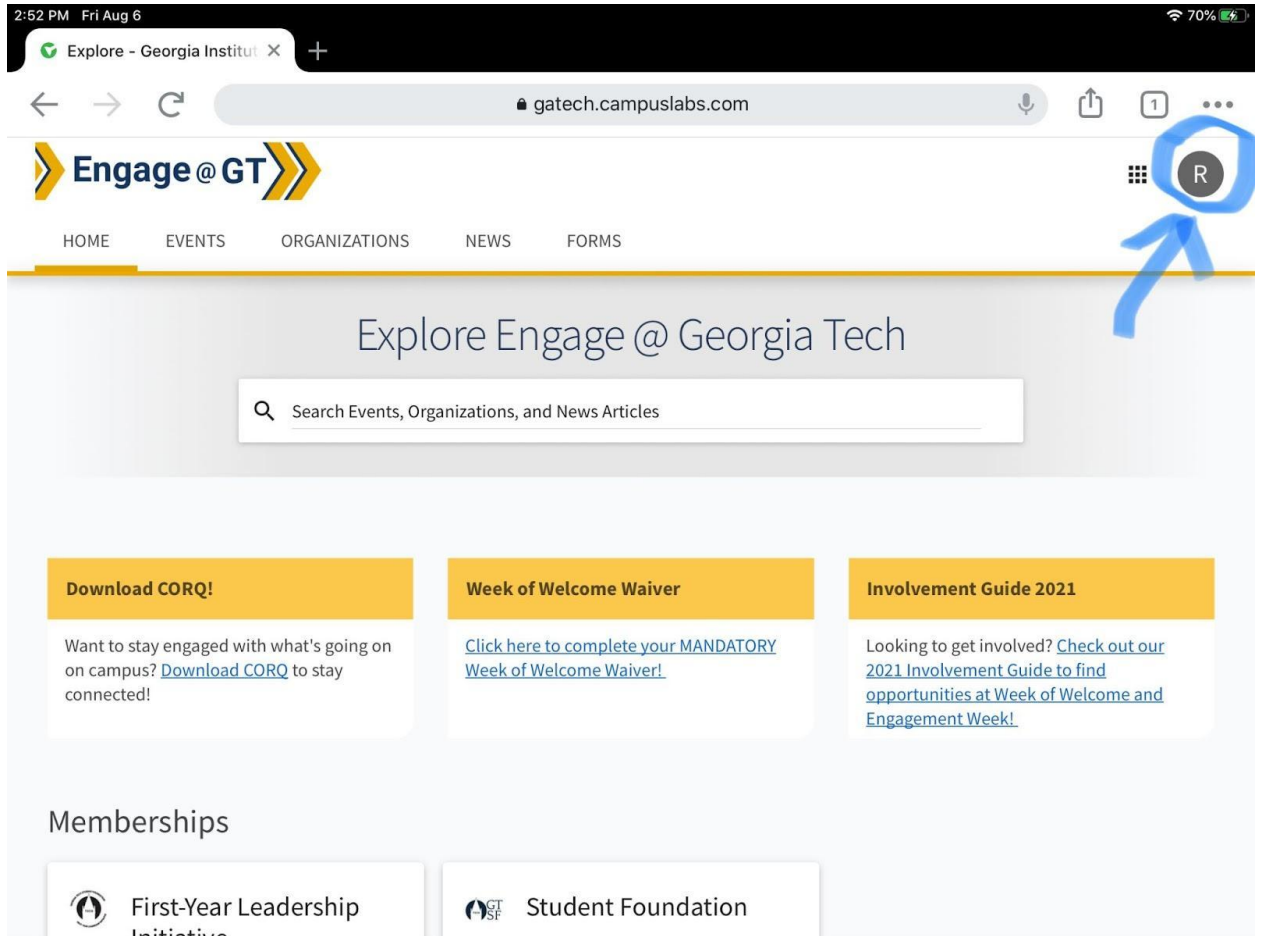 2:52 PM Fri Aug 6
70%
Explore - Georgia Institut
gatech.campuslabs.com
1
Engage @ GT
R
HOME EVENTS ORGANIZATIONS NEWS FORMS
Explore Engage @ Georgia Tech
Search Events, Organizations, and News Articles
Download CORQ!
Want to stay engaged with what's going on
on campus? Download CORQ to stay
connected!
Week of Welcome Waiver
Click here to complete your MANDATORY
Week of Welcome Waiver!
Involvement Guide 2021
Looking to get involved? Check out our
2021 Involvement Guide to find
opportunities at Week of Welcome and
Engagement Week!
Memberships
First-Year Leadership
Initiative
GT
SF
Student Foundation